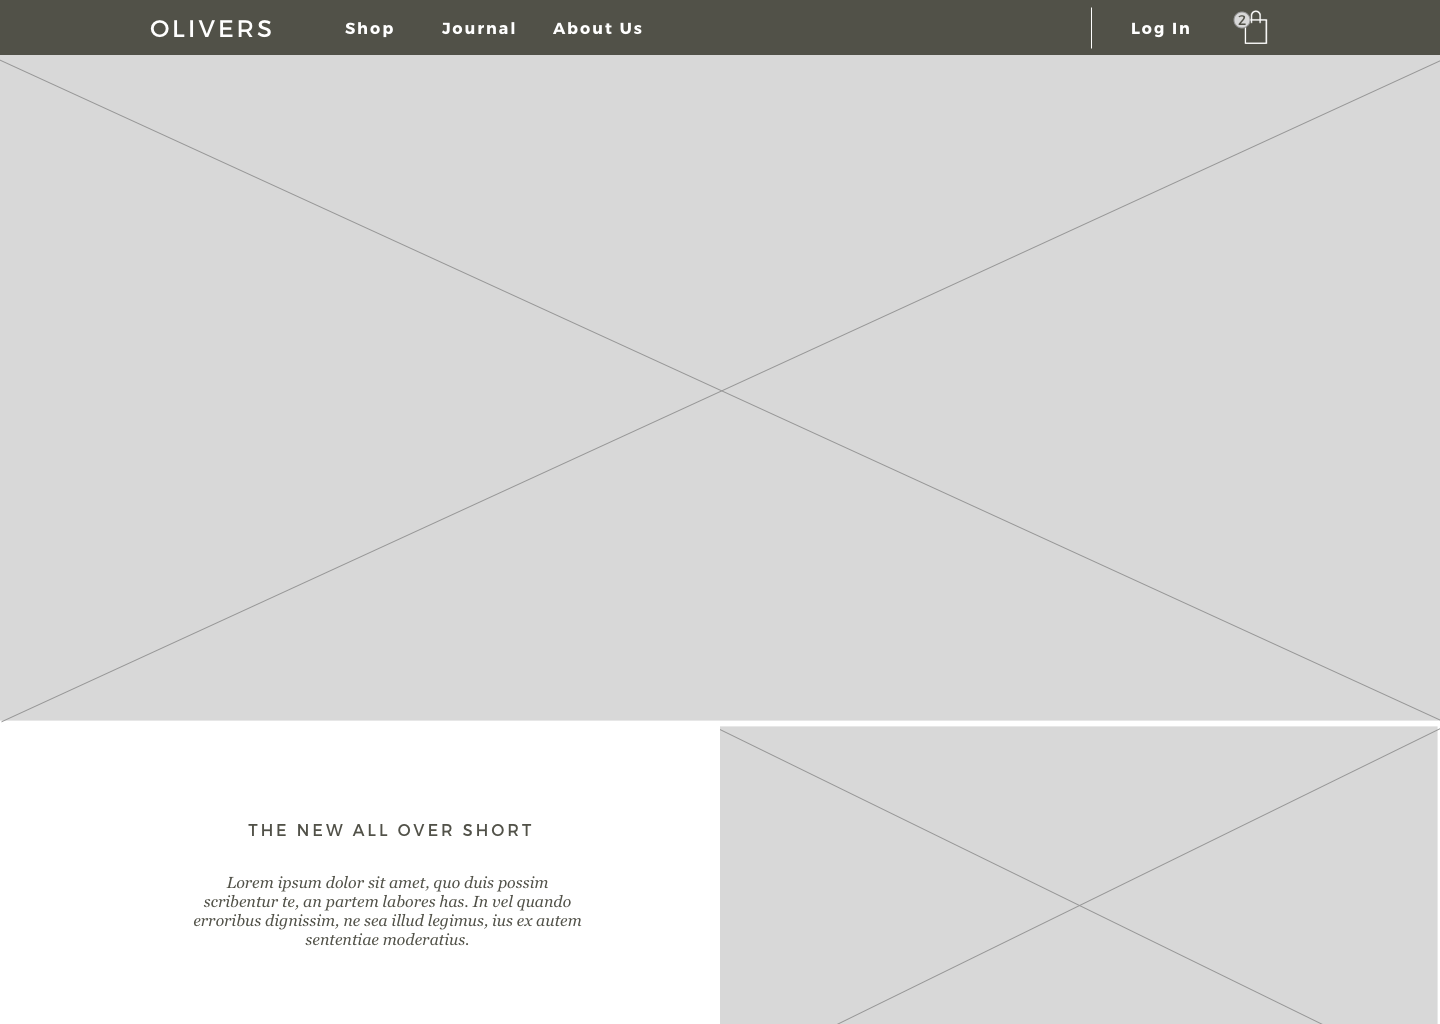 OLIVERS Shop Journal About Us Log In 2
THE NEW ALL OVER SHORT
Lorem ipsum dolor sit amet, quo duis possim
scribentur te, an partem labores has. In vel quando
erroribus dignissim, ne sea illud legimus, ius ex autem
sententiae moderatius.